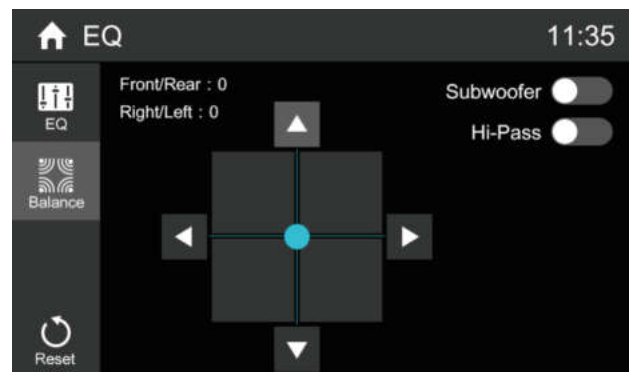 EQ
11:35
EQ
Balance
Reset
Front/Rear : 0
Right/Left : 0
Subwoofer
Hi-Pass